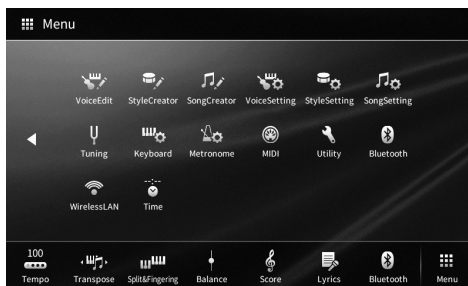 Menu
VoiceEdit StyleCreator SongCreator VoiceSetting StyleSetting SongSetting
Tuning Keyboard Metronome MIDI Utility Bluetooth
--:--
WirelessLAN Time
100
Tempo Transpose Split&Fingering Balance Score Lyrics Bluetooth Menu